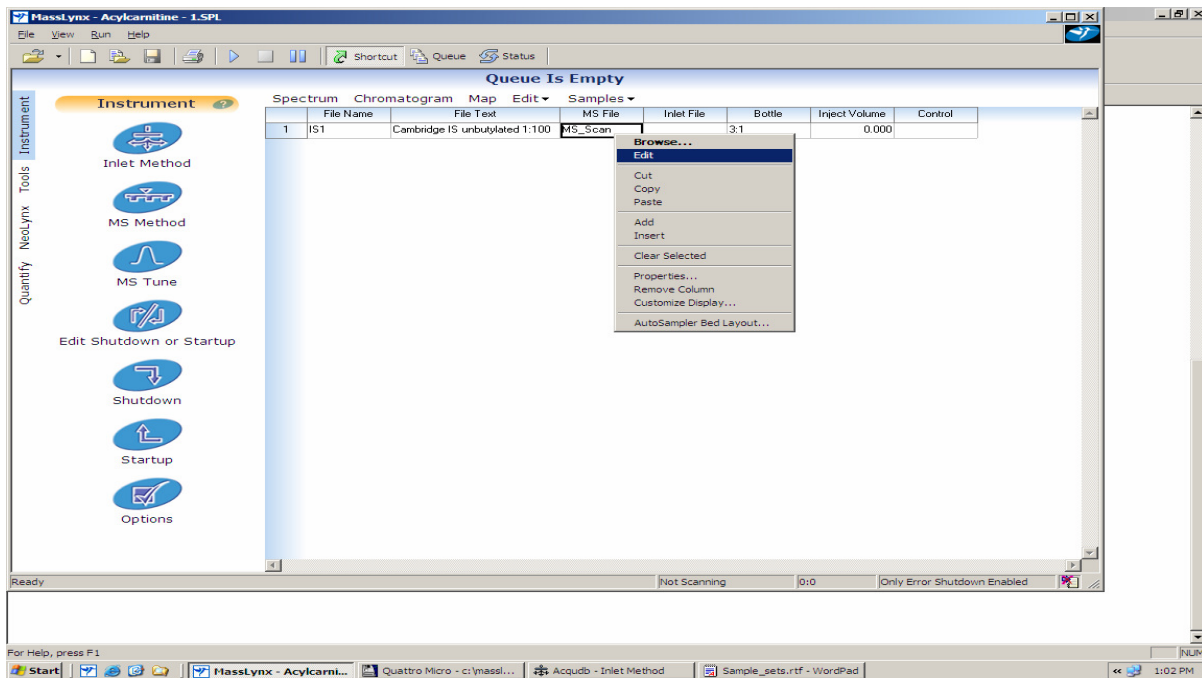 MassLynx - Acylcarnitine - 1.SPL
File View Run Help
Shortcut Queue Status
Queue Is Empty
Instrument
Tools
NeoLynx
Quantify
Instrument
Inlet Method
MS Method
MS Tune
Edit Shutdown or Startup
Shutdown
Startup
Options
Spectrum Chromatogram Map Edit Samples
File Name File Text MS File Inlet File Bottle Inject Volume Control
1 IS1 Cambridge IS unbutylated 1:100 MS_Scan 3:1 0.000
Browse...
Edit
Cut
Copy
Paste
Add
Insert
Clear Selected
Properties...
Remove Column
Customize Display...
AutoSampler Bed Layout...
Ready Not Scanning 0:0 Only Error Shutdown Enabled
For Help, press F1 NUM
Start MassLynx - Acylcarni... Quattro Micro - c:\massl... Acqudb - Inlet Method Sample_sets.rtf - WordPad 1:02 PM